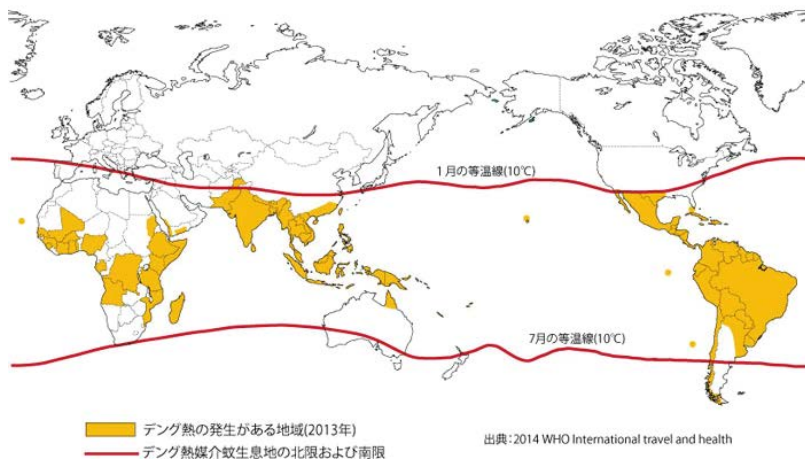 1月の等温線(10℃)
7月の等温線(10℃)
デング熱の発生がある地域(2013年)
出典：2014 WHO International travel and health
デング熱媒介蚊生息地の北限および南限